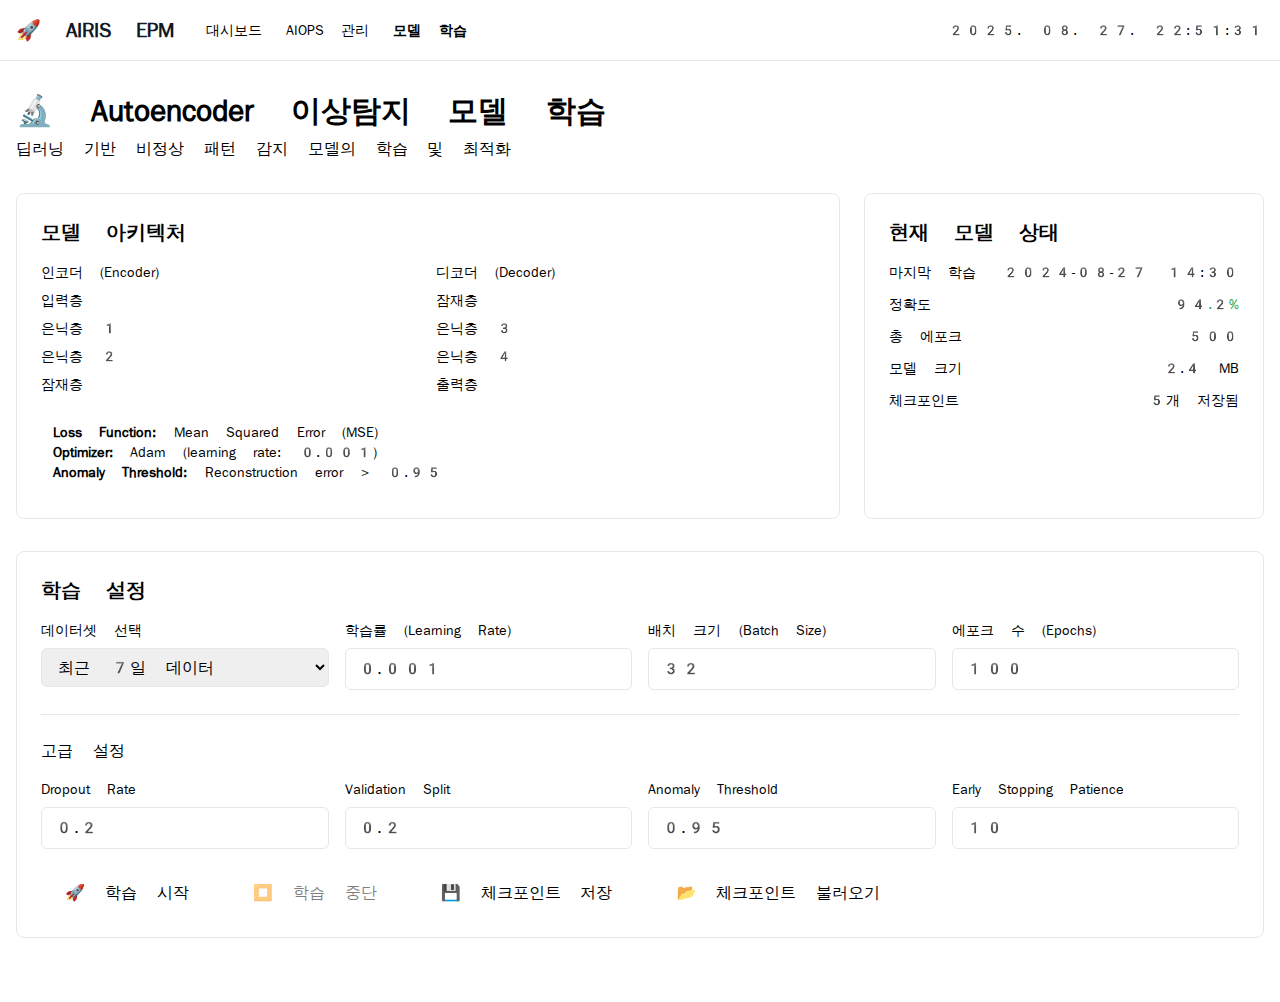 🚀 AIRIS EPM 대시보드 AIOPS 관리 모델 학습 2025. 08. 27. 22:51:31
🔬 Autoencoder 이상탐지 모델 학습
딥러닝 기반 비정상 패턴 감지 모델의 학습 및 최적화
모델 아키텍처
인코더 (Encoder)
입력층
은닉층 1
은닉층 2
잠재층
디코더 (Decoder)
잠재층
은닉층 3
은닉층 4
출력층
Loss Function: Mean Squared Error (MSE)
Optimizer: Adam (learning rate: 0.001)
Anomaly Threshold: Reconstruction error > 0.95
현재 모델 상태
마지막 학습 2024-08-27 14:30
정확도 94.2%
총 에포크 500
모델 크기 2.4 MB
체크포인트 5개 저장됨
학습 설정
데이터셋 선택 학습률 (Learning Rate) 배치 크기 (Batch Size) 에포크 수 (Epochs)
최근 7일 데이터 0.001 32 100
고급 설정
Dropout Rate Validation Split Anomaly Threshold Early Stopping Patience
0.2 0.2 0.95 10
🚀 학습 시작 ⏹️ 학습 중단 💾 체크포인트 저장 📂 체크포인트 불러오기